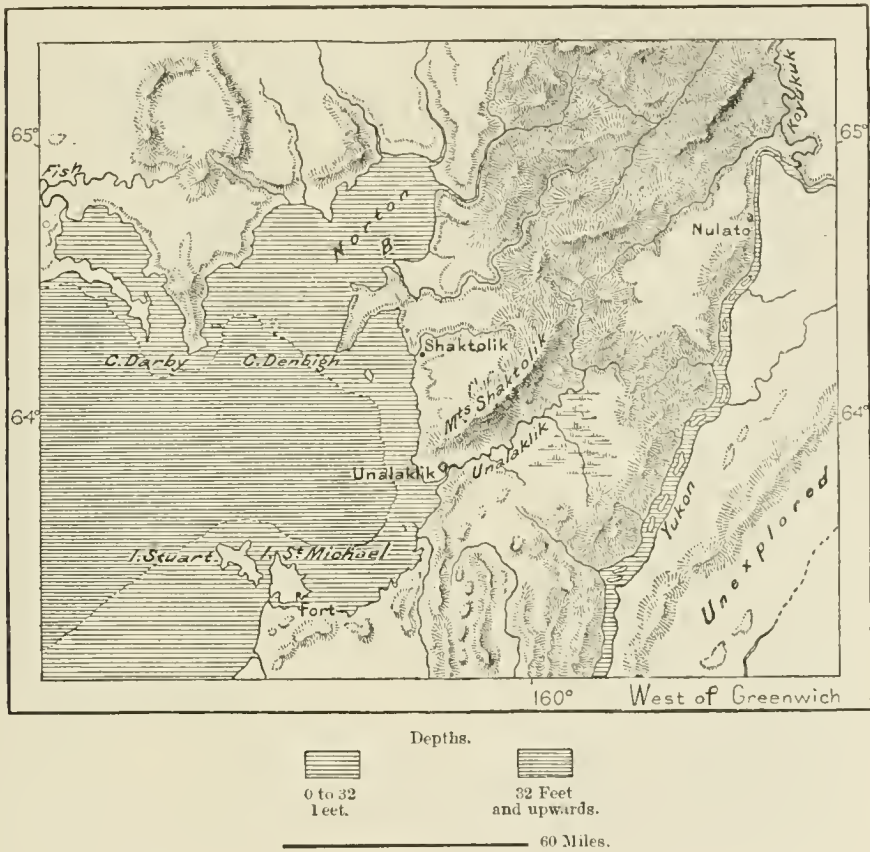 65°
65°
Koyukuk
Fish
Norton
B.
Nulato
C. Darby
C. Denbigh
Shaktolik
Mts Shaktolik
64°
64°
Unalaklik
Unalaklik
Yukon
Unexplored
I. Stuart
I. St Michael
Fort
160°
West of Greenwich
Depths.
0 to 32
feet.
32 Feet
and upwards.
60 Miles.